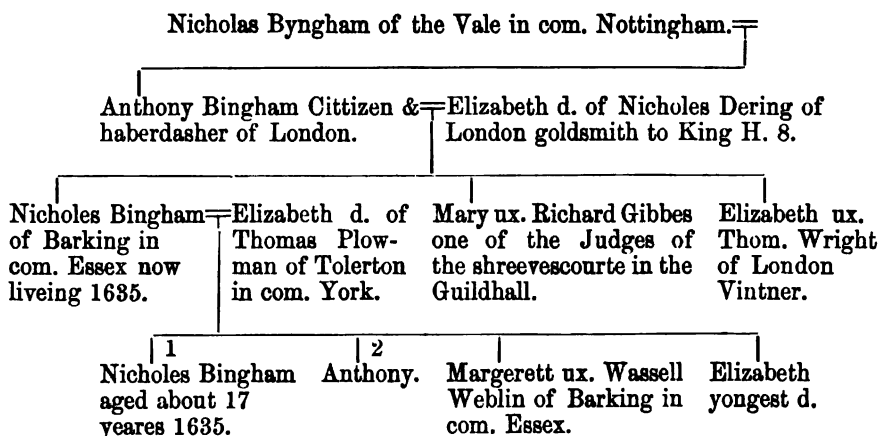 Nicholas Byngham of the Vale in com. Nottingham.
Anthony Bingham Cittizen &
haberdasher of London.
Elizabeth d. of Nicholes Dering of
London goldsmith to King H. 8.
Nicholes Bingham
of Barking in
com. Essex now
liveing 1635.
Elizabeth d. of
Thomas Plow-
man of Tolerton
in com. York.
Mary ux. Richard Gibbes
one of the Judges of
the shreevescourte in the
Guildhall.
Elizabeth ux.
Thom. Wright
of London
Vintner.
1
Nicholes Bingham
aged about 17
yeares 1635.
2
Anthony.
Margerett ux. Wassell
Weblin of Barking in
com. Essex.
Elizabeth
yongest d.